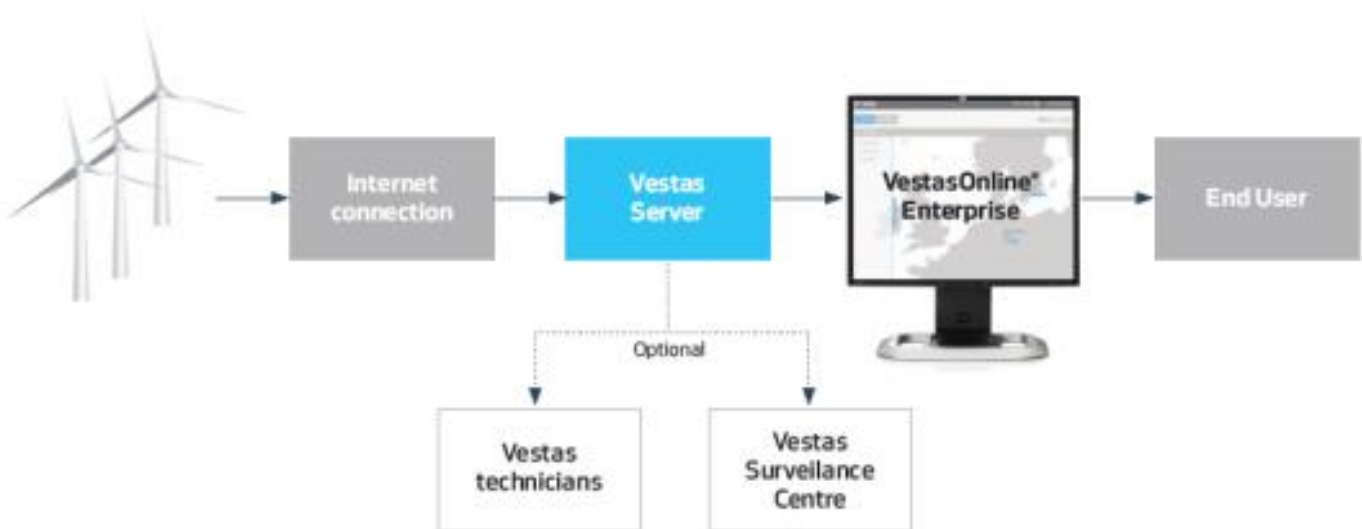 Internet
connection
Vestas
Server
VestasOnline®
Enterprise
End User
Optional
Vestas
technicians
Vestas
Surveilance
Centre